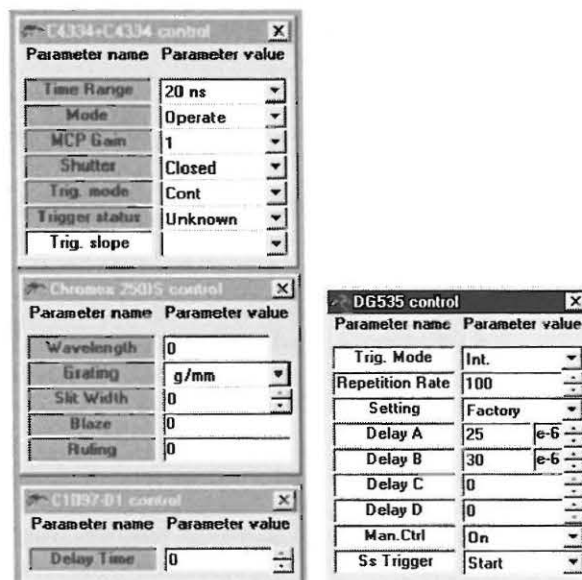 C4334+C4334 control
Parameter name Parameter value
Time Range 20 ns
Mode Operate
MCP Gain 1
Shutter Closed
Trig. mode Cont
Trigger status Unknown
Trig. slope
Chromex 250IS control
Parameter name Parameter value
Wavelength 0
Grating g/mm
Slit Width 0
Blaze 0
Ruling 0
C1097-01 control
Parameter name Parameter value
Delay Time 0
DG535 control
Parameter name Parameter value
Trig. Mode Int.
Repetition Rate 100
Setting Factory
Delay A 25 e-6
Delay B 30 e-6
Delay C 0
Delay D 0
Man.Ctrl On
Ss Trigger Start